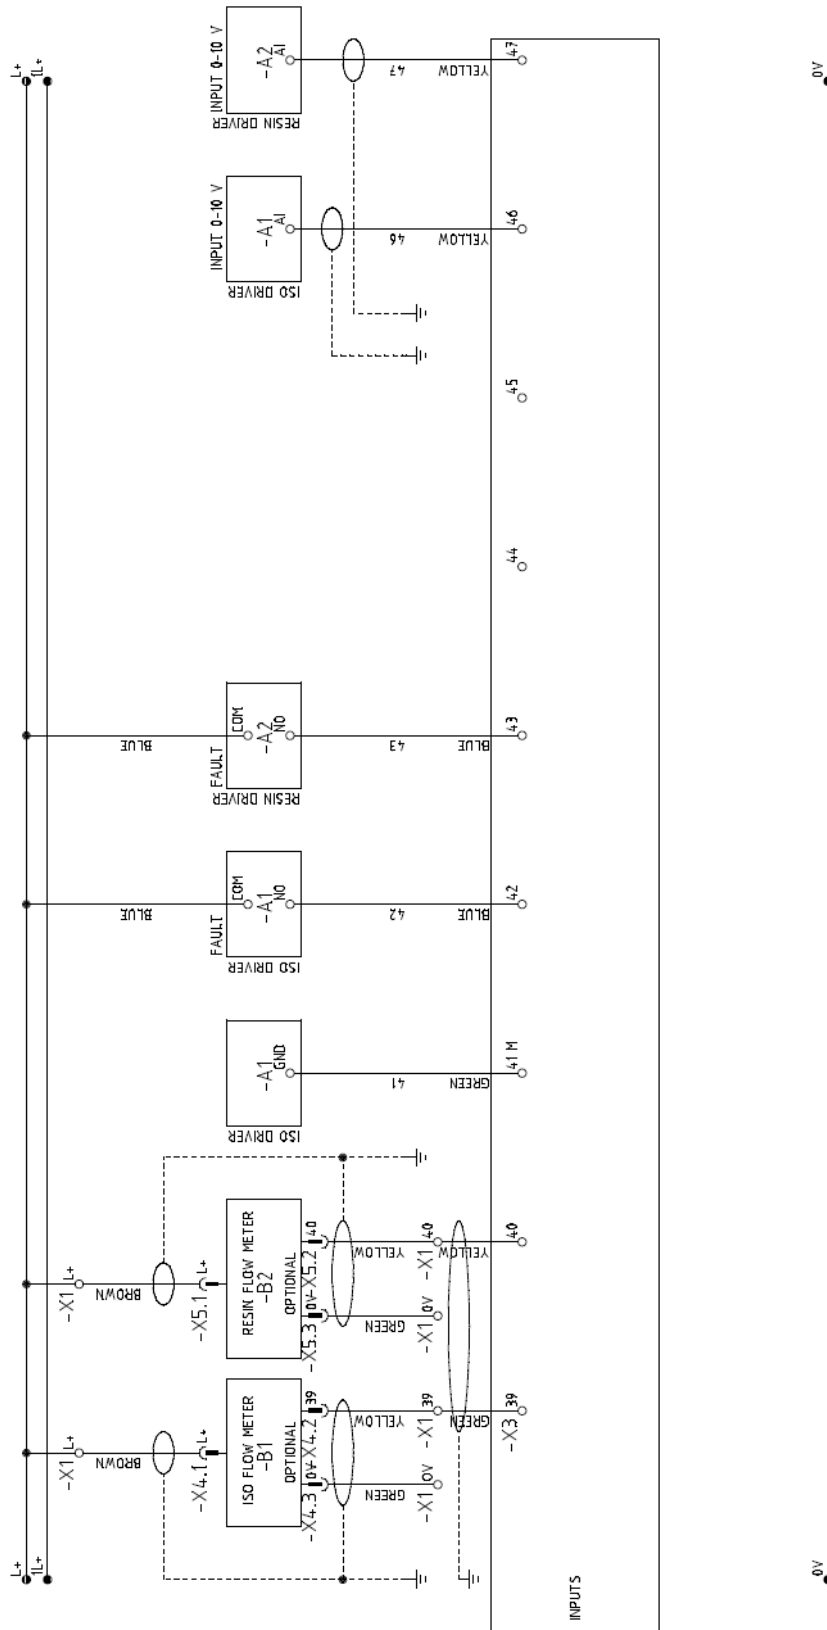 L+
1L+
-X1
L+
BROWN
-X4.1
L+
ISO FLOW METER
-B1
OPTIONAL
-X4.3
0V
-X4.2
39
GREEN
YELLOW
-X1
0V
-X1
39
GREEN
-X3
39
-X1
L+
BROWN
-X5.1
L+
RESIN FLOW METER
-B2
OPTIONAL
-X5.3
0V
-X5.2
40
GREEN
YELLOW
-X1
0V
-X1
40
YELLOW
40
ISO DRIVER
-A1
GND
41
GREEN
41 M
BLUE
ISO DRIVER
FAULT
COM
-A1
NO
42
BLUE
42
BLUE
RESIN DRIVER
FAULT
COM
-A2
NO
43
BLUE
43
44
45
ISO DRIVER
INPUT 0-10 V
-A1
AI
46
YELLOW
46
RESIN DRIVER
INPUT 0-10 V
-A2
AI
47
YELLOW
47
L+
1L+
INPUTS
0V
0V